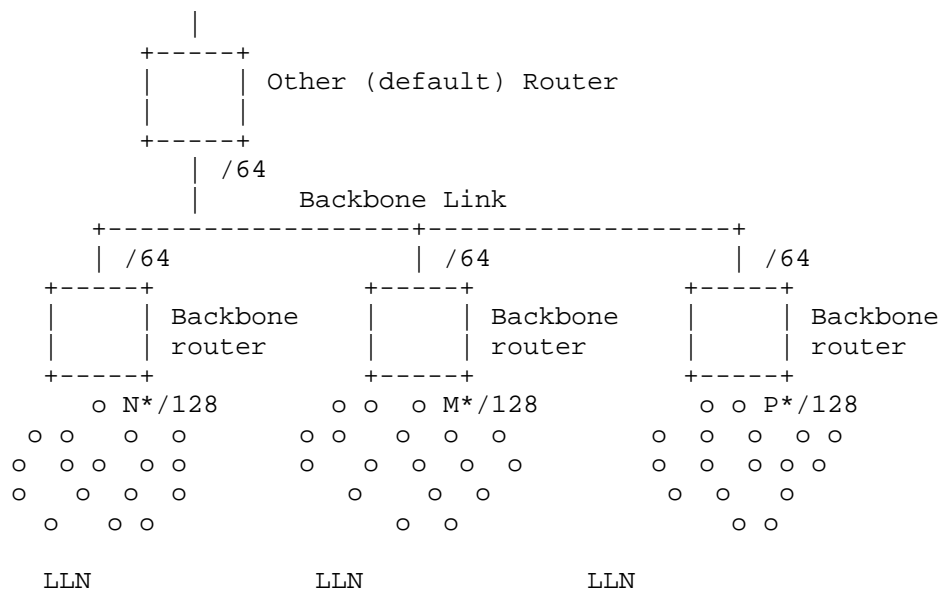 Other (default) Router
/64
Backbone Link
/64 /64 /64
Backbone Backbone Backbone
router router router
N*/128 M*/128 P*/128
LLN LLN LLN